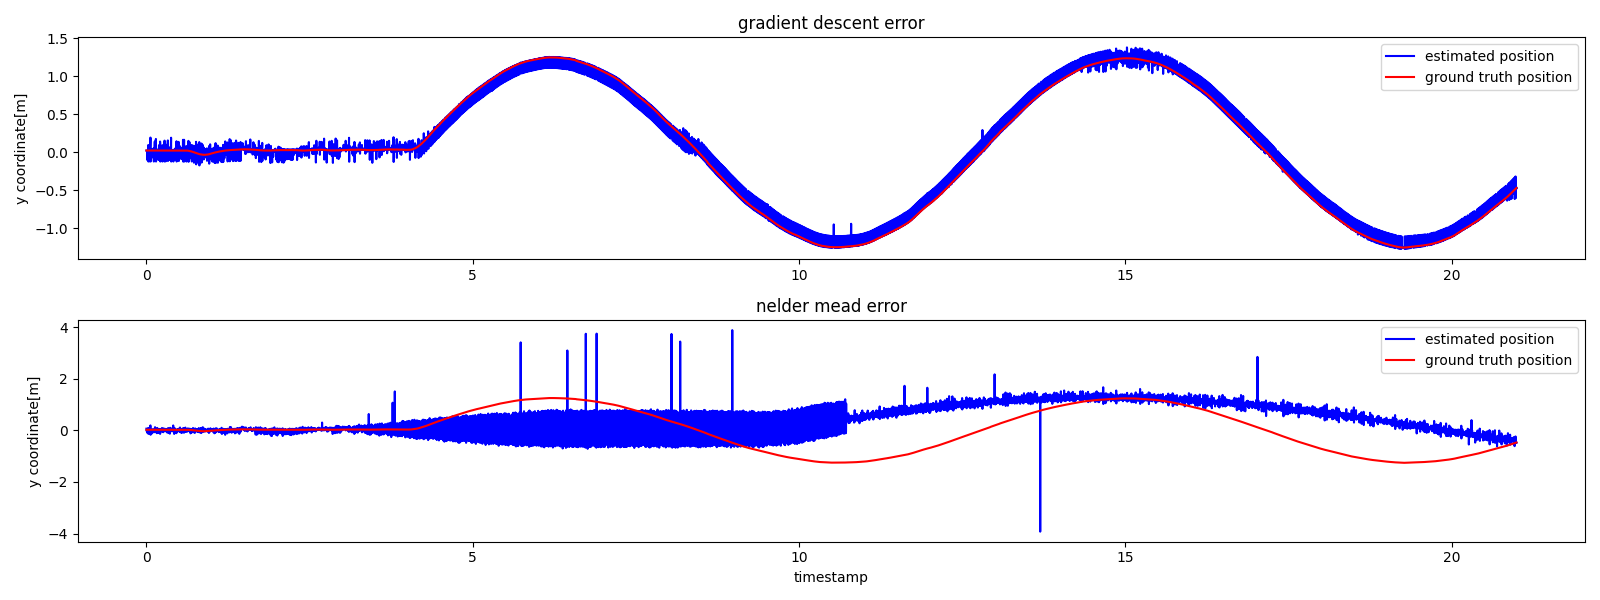 gradient descent error
y coordinate[m]
1.5
1.0
0.5
0.0
−0.5
−1.0
estimated position
ground truth position
0 5 10 15 20
nelder mead error
y coordinate[m]
4
2
0
−2
−4
estimated position
ground truth position
0 5 10 15 20
timestamp